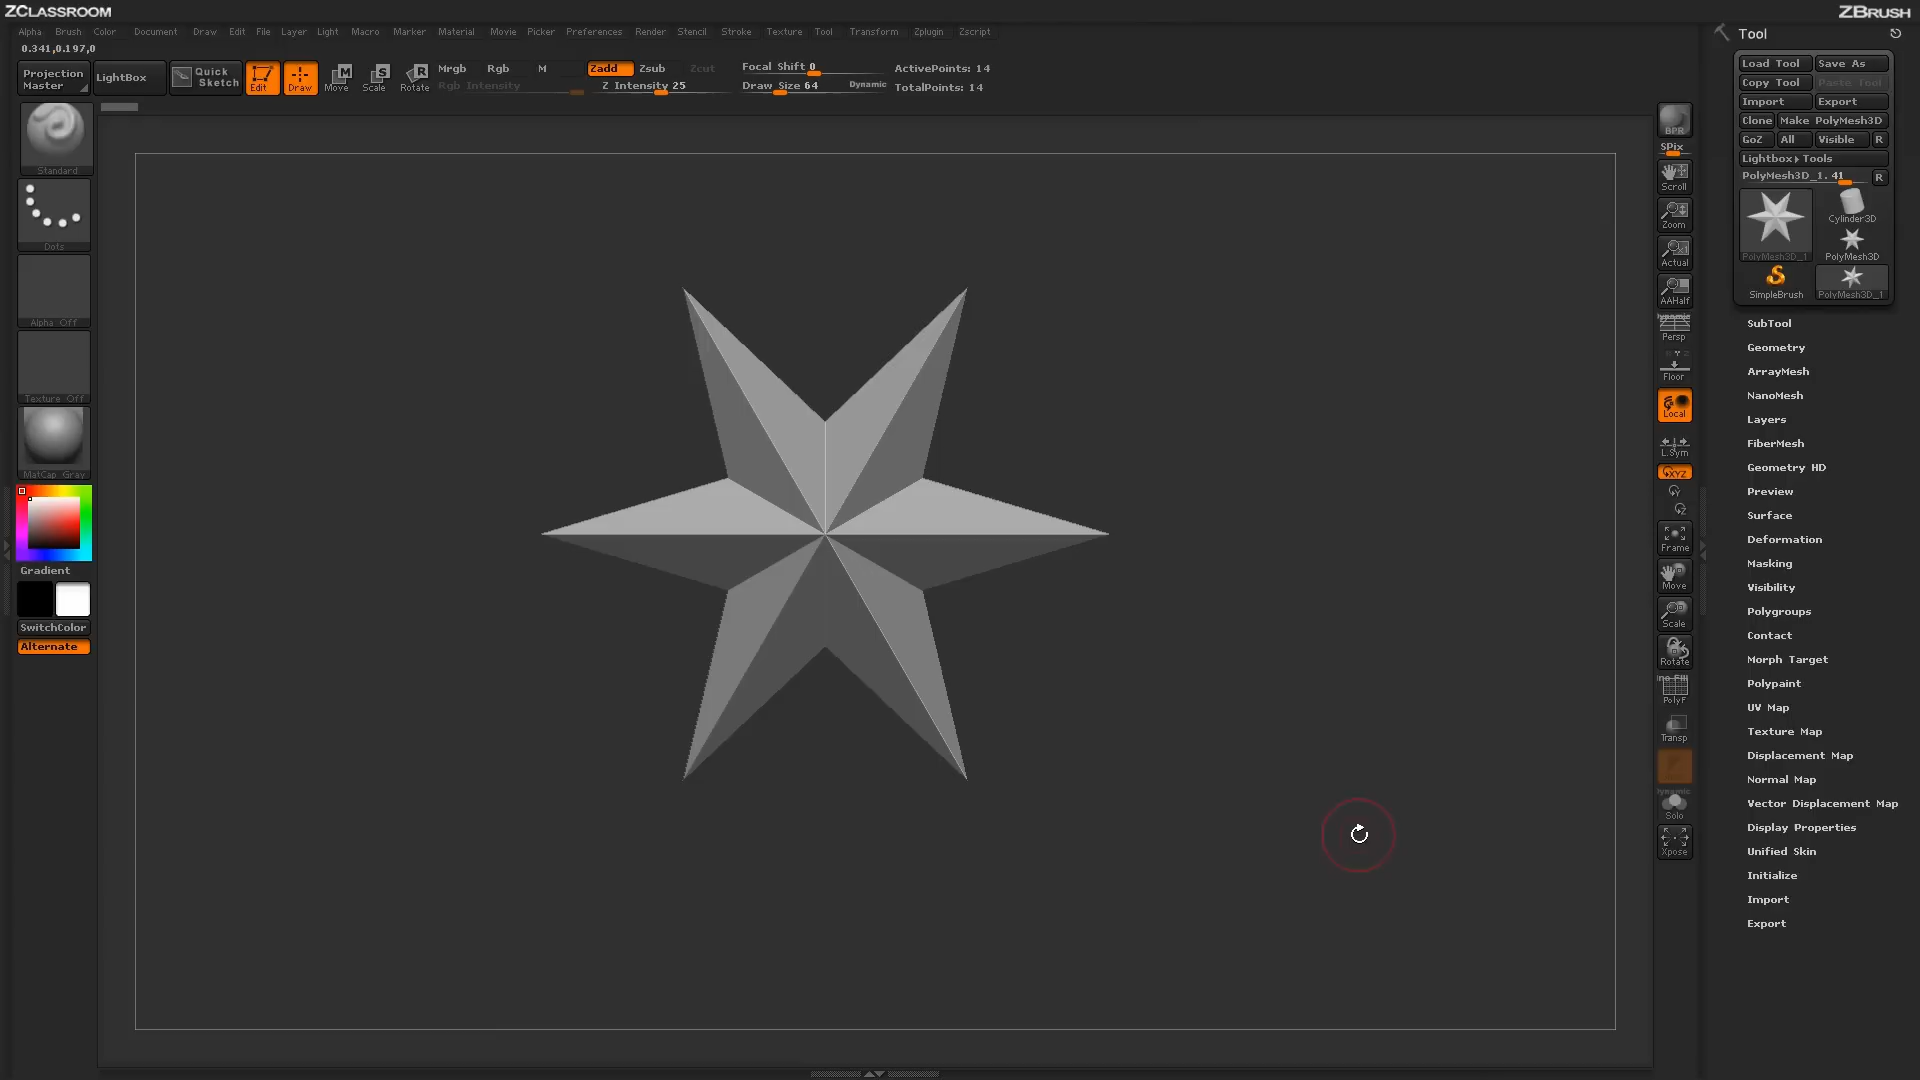 ZCLASSROOM
ZBRUSH
Alpha Brush Color Document Draw Edit File Layer Light Macro Marker Material Movie Picker Preferences Render Stencil Stroke Texture Tool Transform Zplugin Zscript
0.341,0.197,0
Projection Master
LightBox
Quick Sketch
Edit
Draw
Move
Scale
Rotate
Mrgb Rgb M
Rgb Intensity
Zadd Zsub Zcut
Z Intensity 25
Focal Shift 0
Draw Size 64
Dynamic
ActivePoints: 14
TotalPoints: 14
Standard
Dots
Alpha Off
Texture Off
MatCap Gray
Gradient
SwitchColor
Alternate
BPR
SPix
Scroll
Zoom
Actual
AAHalf
Dynamic
Persp
Floor
Local
L.Sym
XYZ
Y
Z
Frame
Move
Scale
Rotate
PolyF
Transp
Dynamic
Solo
Xpose
Tool
Load Tool Save As
Copy Tool Paste Tool
Import Export
Clone Make PolyMesh3D
GoZ All Visible R
Lightbox Tools
PolyMesh3D_1. 41 R
PolyMesh3D_1
Cylinder3D
PolyMesh3D
SimpleBrush
PolyMesh3D_1
SubTool
Geometry
ArrayMesh
NanoMesh
Layers
FiberMesh
Geometry HD
Preview
Surface
Deformation
Masking
Visibility
Polygroups
Contact
Morph Target
Polypaint
UV Map
Texture Map
Displacement Map
Normal Map
Vector Displacement Map
Display Properties
Unified Skin
Initialize
Import
Export